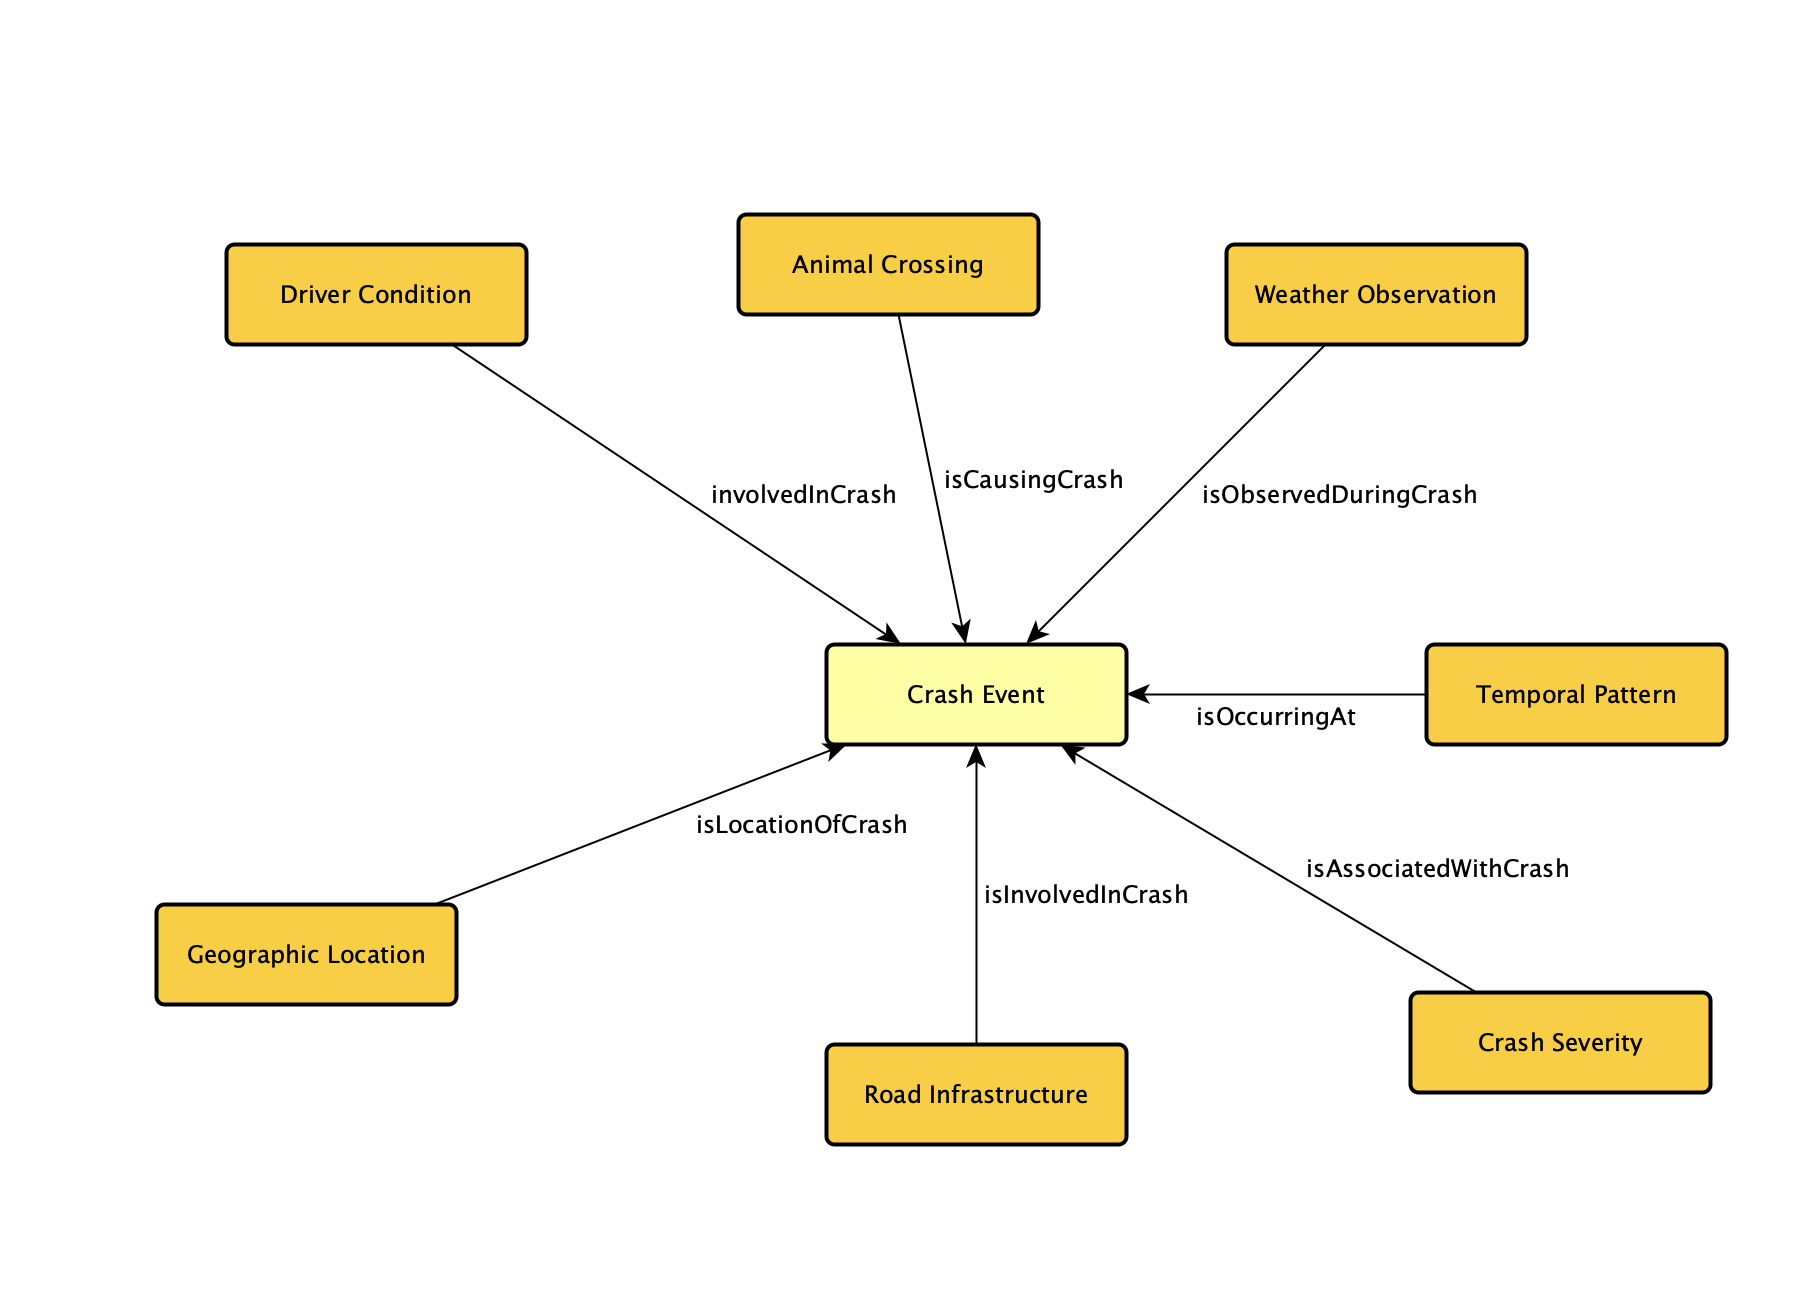 Animal Crossing
Driver Condition
Weather Observation
isCausingCrash
involvedInCrash
isObservedDuringCrash
Crash Event
Temporal Pattern
isOccurringAt
isLocationOfCrash
isAssociatedWithCrash
isInvolvedInCrash
Geographic Location
Crash Severity
Road Infrastructure